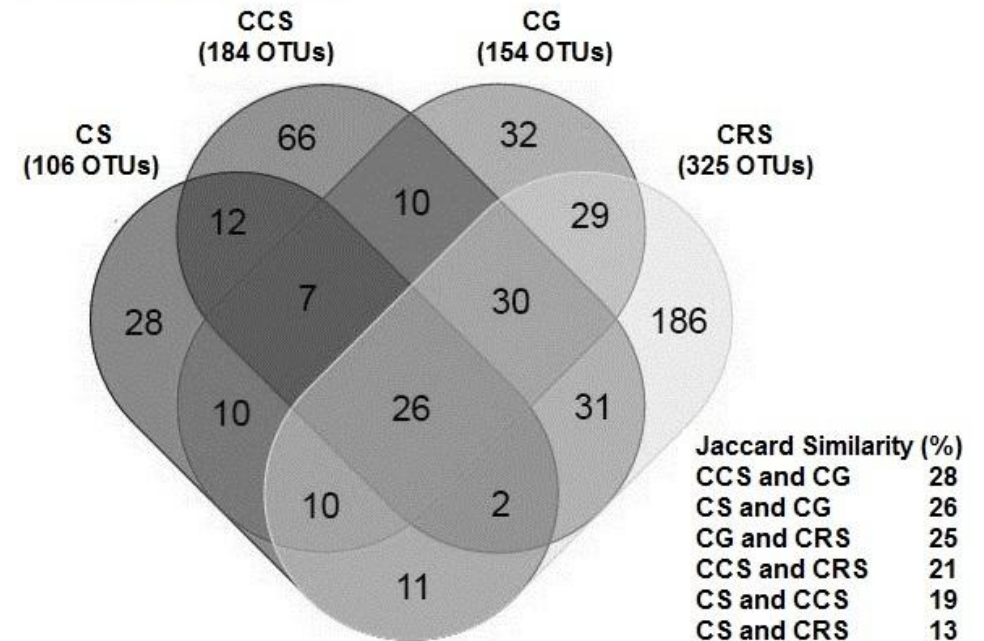 CCS
(184 OTUs)
CG
(154 OTUs)
CS
(106 OTUs)
CRS
(325 OTUs)
66
32
12
10
29
28
7
30
186
10
26
31
10
2
11
Jaccard Similarity (%)
CCS and CG 28
CS and CG 26
CG and CRS 25
CCS and CRS 21
CS and CCS 19
CS and CRS 13